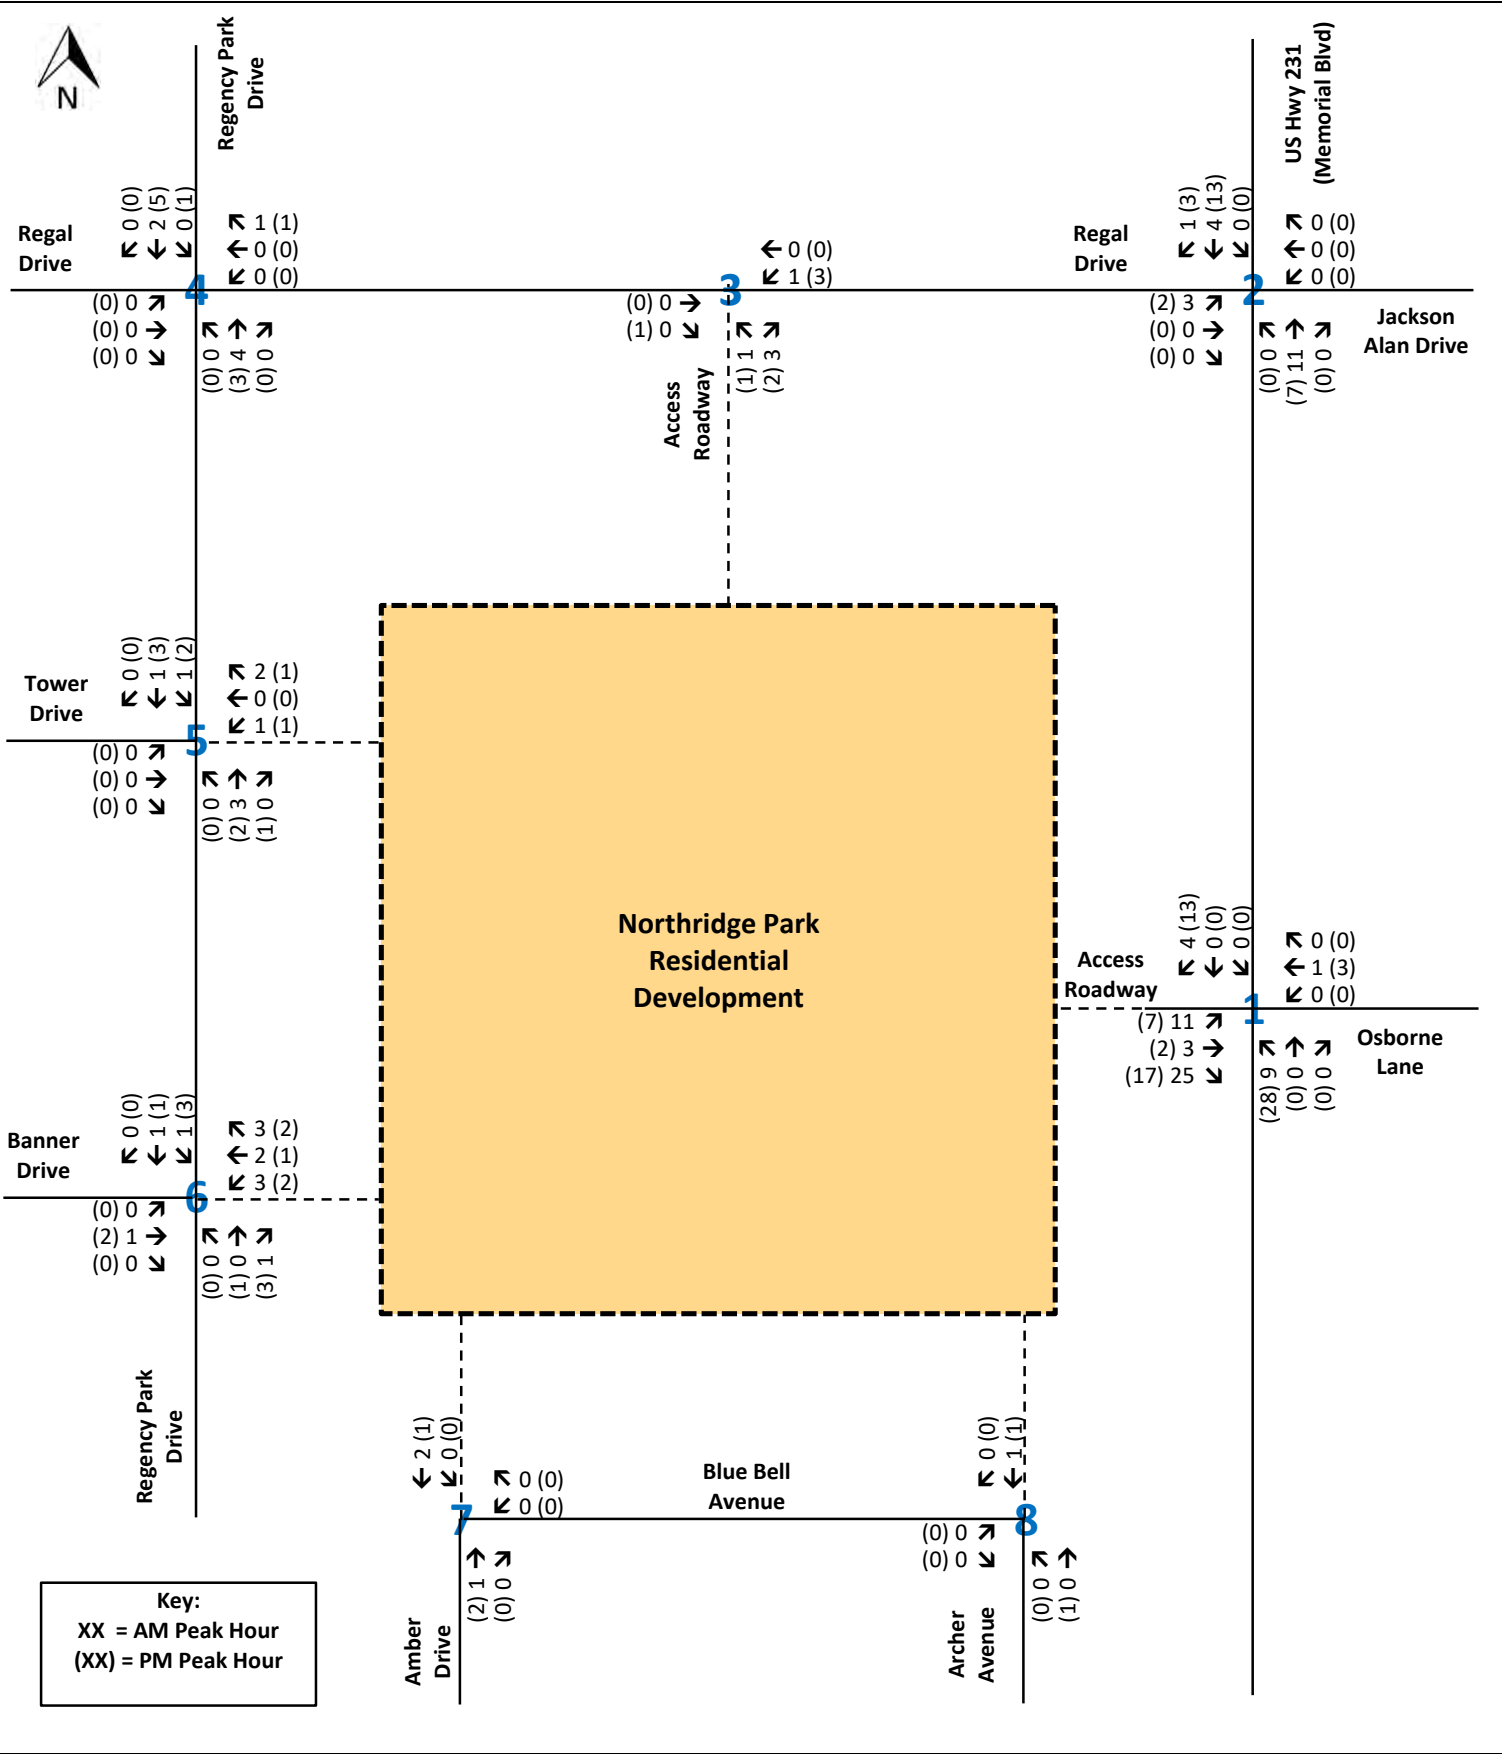 N
Regency Park
Drive
US Hwy 231
(Memorial Blvd)
Regal
Drive
0 (0)
2 (5)
0 (1)
1 (1)
0 (0)
0 (0)
4
(0) 0
(0) 0
(0) 0
(0) 0
(3) 4
(0) 0
0 (0)
1 (3)
3
(0) 0
(1) 0
(1) 1
(2) 3
Access
Roadway
Regal
Drive
1 (3)
4 (13)
0 (0)
0 (0)
0 (0)
0 (0)
2
(2) 3
(0) 0
(0) 0
(0) 0
(7) 11
(0) 0
Jackson
Alan Drive
Tower
Drive
0 (0)
1 (3)
1 (2)
2 (1)
0 (0)
1 (1)
5
(0) 0
(0) 0
(0) 0
(0) 0
(2) 3
(1) 0
Northridge Park
Residential
Development
Access
Roadway
4 (13)
0 (0)
0 (0)
0 (0)
1 (3)
0 (0)
1
(7) 11
(2) 3
(17) 25
(28) 9
(0) 0
(0) 0
Osborne
Lane
Banner
Drive
0 (0)
1 (1)
1 (3)
3 (2)
2 (1)
3 (2)
6
(0) 0
(2) 1
(0) 0
(0) 0
(1) 0
(3) 1
Regency Park
Drive
2 (1)
0 (0)
0 (0)
0 (0)
7
(2) 1
(0) 0
Amber
Drive
Blue Bell
Avenue
0 (0)
1 (1)
8
(0) 0
(0) 0
(0) 0
(1) 0
Archer
Avenue
Key:
XX = AM Peak Hour
(XX) = PM Peak Hour